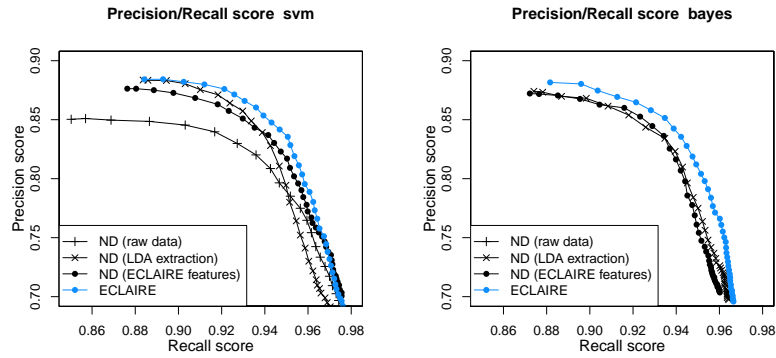 Precision/Recall score svm
Precision score
0.90
0.85
0.80
0.75
0.70
ND (raw data)
ND (LDA extraction)
ND (ECLAIRE features)
ECLAIRE
0.86 0.88 0.90 0.92 0.94 0.96 0.98
Recall score
Precision/Recall score bayes
Precision score
0.90
0.85
0.80
0.75
0.70
ND (raw data)
ND (LDA extraction)
ND (ECLAIRE features)
ECLAIRE
0.86 0.88 0.90 0.92 0.94 0.96 0.98
Recall score